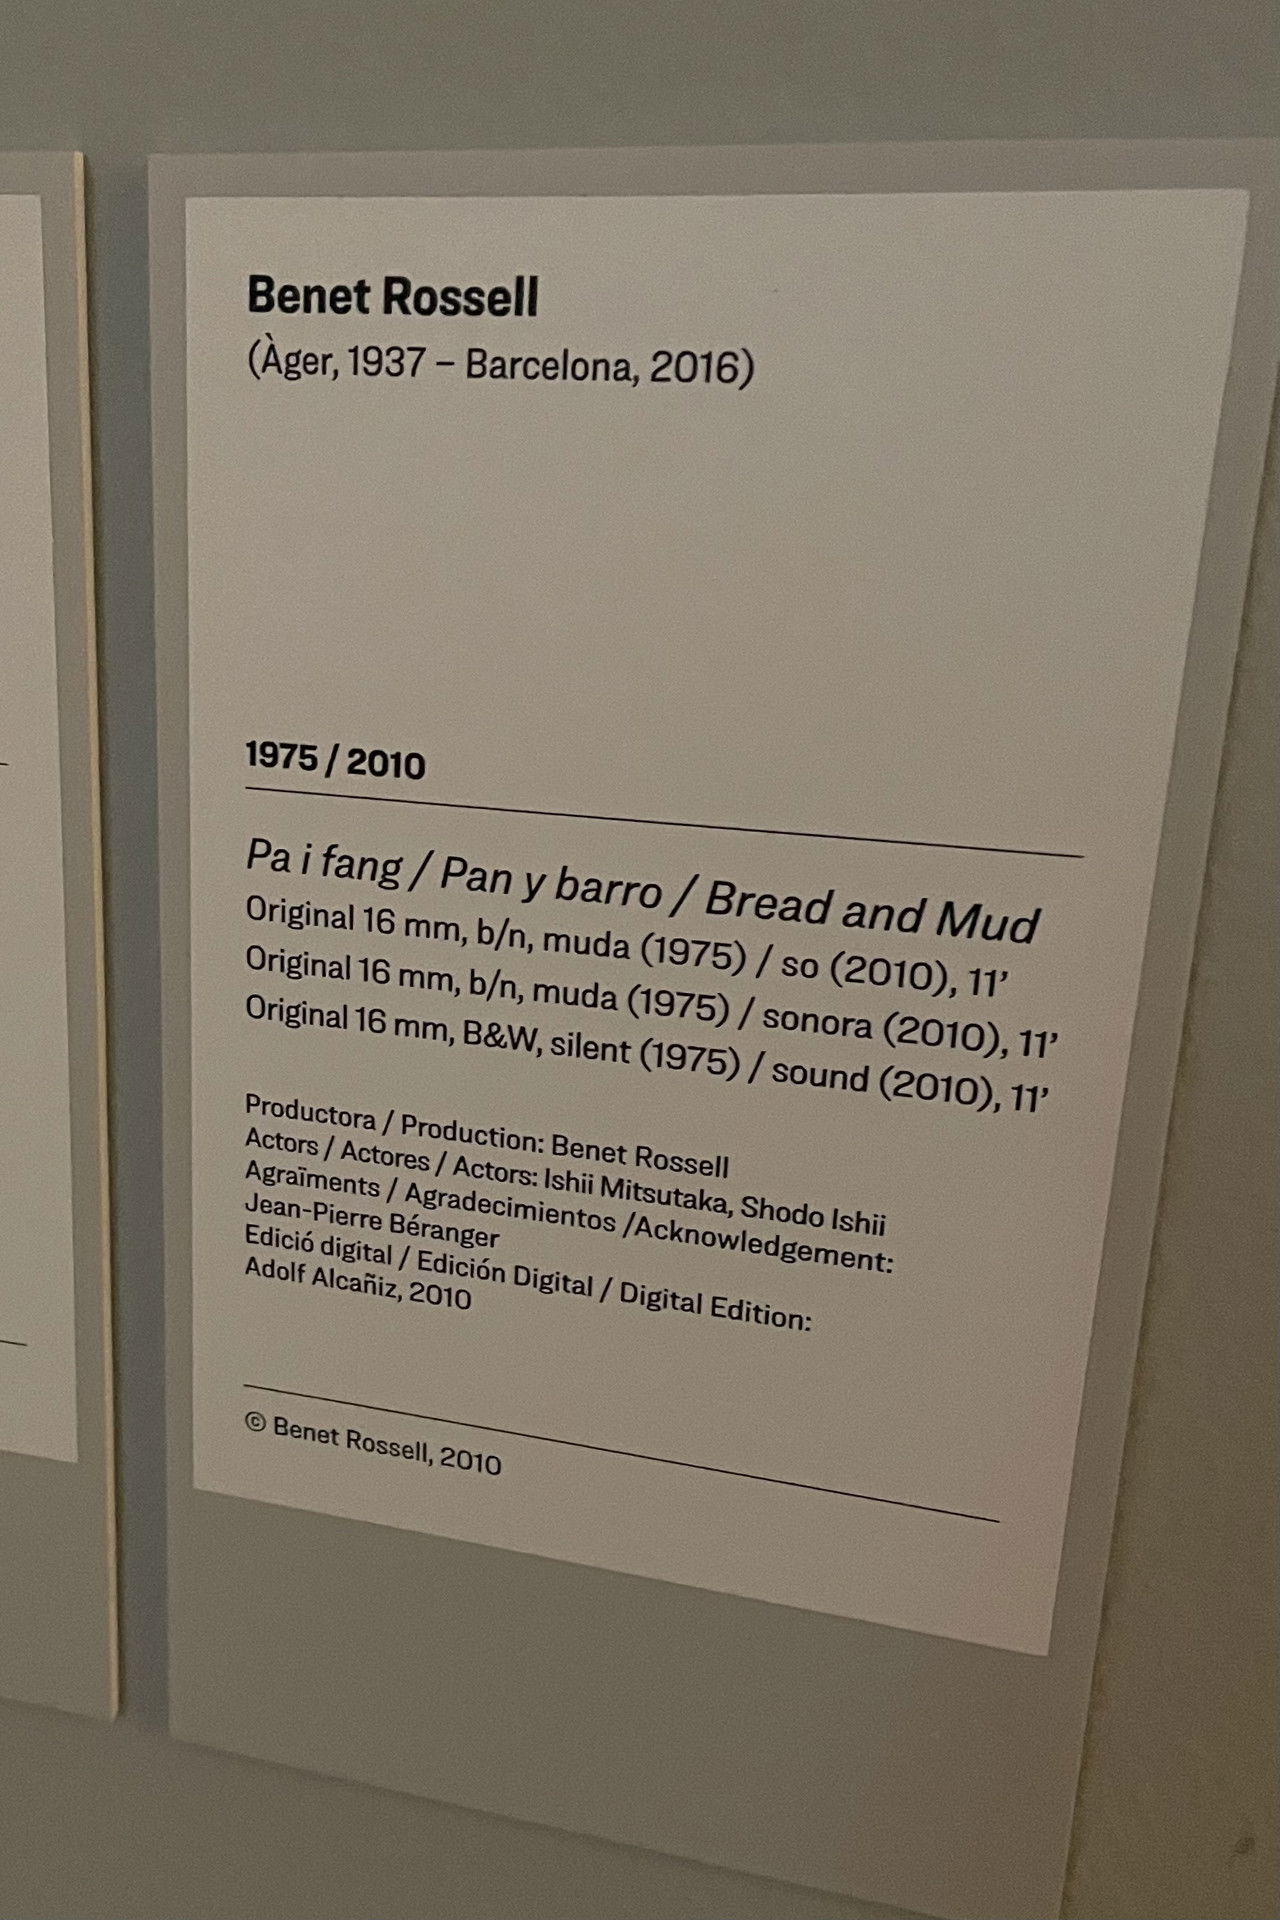 Benet Rossell
(Àger, 1937 – Barcelona, 2016)
1975 / 2010
Pa i fang / Pan y barro / Bread and Mud
Original 16 mm, b/n, muda (1975) / so (2010), 11’
Original 16 mm, b/n, muda (1975) / sonora (2010), 11’
Original 16 mm, B&W, silent (1975) / sound (2010), 11’
Productora / Production: Benet Rossell
Actors / Actores / Actors: Ishii Mitsutaka, Shodo Ishii
Agraïments / Agradecimientos /Acknowledgement:
Jean-Pierre Béranger
Edició digital / Edición Digital / Digital Edition:
Adolf Alcañiz, 2010
© Benet Rossell, 2010